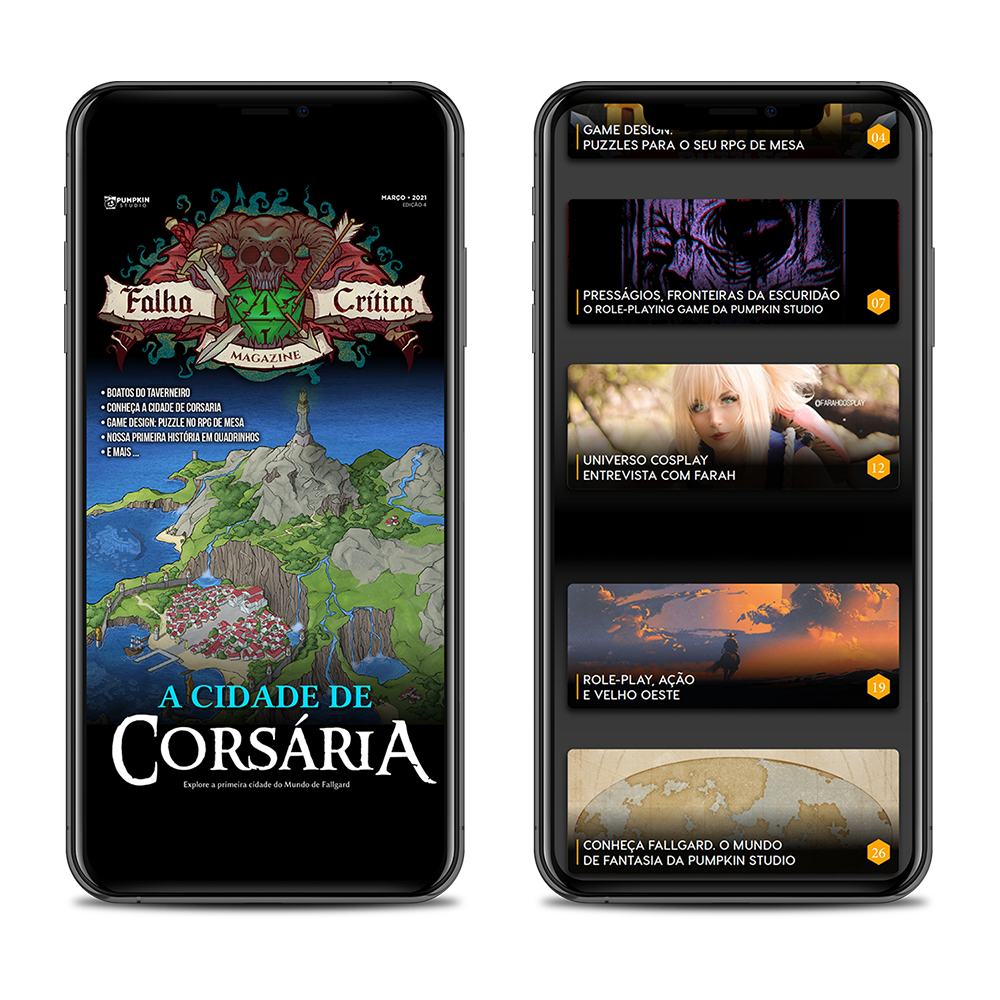 PUMPKIN
STUDIO
MARÇO • 2021
EDIÇÃO 4
Falha
Crítica
1
1
MAGAZINE
• BOATOS DO TAVERNEIRO
• CONHEÇA A CIDADE DE CORSARIA
• GAME DESIGN: PUZZLE NO RPG DE MESA
• NOSSA PRIMEIRA HISTÓRIA EM QUADRINHOS
• E MAIS ...
A CIDADE DE
CORSÁRIA
Explore a primeira cidade do Mundo de Fallgard
GAME DESIGN.
PUZZLES PARA O SEU RPG DE MESA
04
PRESSÁGIOS, FRONTEIRAS DA ESCURIDÃO
O ROLE-PLAYING GAME DA PUMPKIN STUDIO
07
@FARAHCOSPLAY
UNIVERSO COSPLAY
ENTREVISTA COM FARAH
12
ROLE-PLAY, AÇÃO
E VELHO OESTE
19
CONHEÇA FALLGARD. O MUNDO
DE FANTASIA DA PUMPKIN STUDIO
26